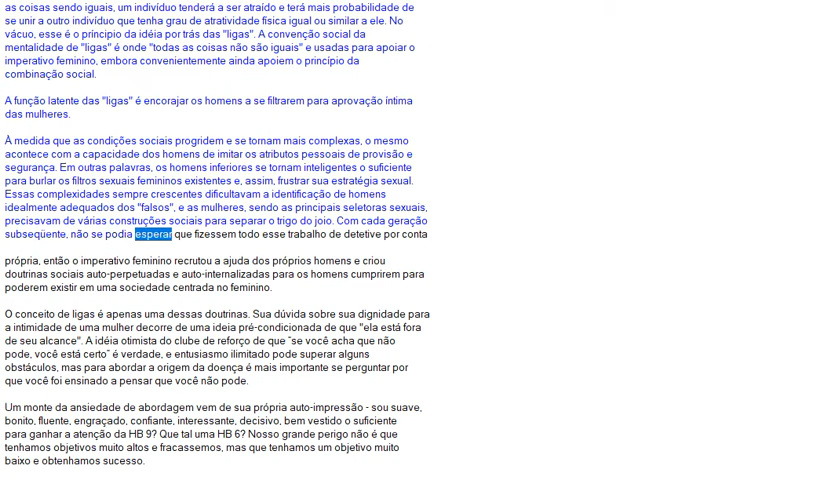 as coisas sendo iguais, um indivíduo tenderá a ser atraído e terá mais probabilidade de
se unir a outro indivíduo que tenha grau de atratividade física igual ou similar a ele. No
vácuo, esse é o príncipio da idéia por trás das "ligas". A convenção social da
mentalidade de "ligas" é onde "todas as coisas não são iguais" e usadas para apoiar o
imperativo feminino, embora convenientemente ainda apoiem o princípio da
combinação social.
A função latente das "ligas" é encorajar os homens a se filtrarem para aprovação íntima
das mulheres.
À medida que as condições sociais progridem e se tornam mais complexas, o mesmo
acontece com a capacidade dos homens de imitar os atributos pessoais de provisão e
segurança. Em outras palavras, os homens inferiores se tornam inteligentes o suficiente
para burlar os filtros sexuais femininos existentes e, assim, frustrar sua estratégia sexual.
Essas complexidades sempre crescentes dificultavam a identificação de homens
idealmente adequados dos "falsos", e as mulheres, sendo as principais seletoras sexuais,
precisavam de várias construções sociais para separar o trigo do joio. Com cada geração
subseqüente, não se podia esperar que fizessem todo esse trabalho de detetive por conta
própria, então o imperativo feminino recrutou a ajuda dos próprios homens e criou
doutrinas sociais auto-perpetuadas e auto-internalizadas para os homens cumprirem para
poderem existir em uma sociedade centrada no feminino.
O conceito de ligas é apenas uma dessas doutrinas. Sua dúvida sobre sua dignidade para
a intimidade de uma mulher decorre de uma ideia pré-condicionada de que "ela está fora
de seu alcance". A idéia otimista do clube de reforço de que “se você acha que não
pode, você está certo” é verdade, e entusiasmo ilimitado pode superar alguns
obstáculos, mas para abordar a origem da doença é mais importante se perguntar por
que você foi ensinado a pensar que você não pode.
Um monte da ansiedade de abordagem vem de sua própria auto-impressão - sou suave,
bonito, fluente, engraçado, confiante, interessante, decisivo, bem vestido o suficiente
para ganhar a atenção da HB 9? Que tal uma HB 6? Nosso grande perigo não é que
tenhamos objetivos muito altos e fracassemos, mas que tenhamos um objetivo muito
baixo e obtenhamos sucesso.